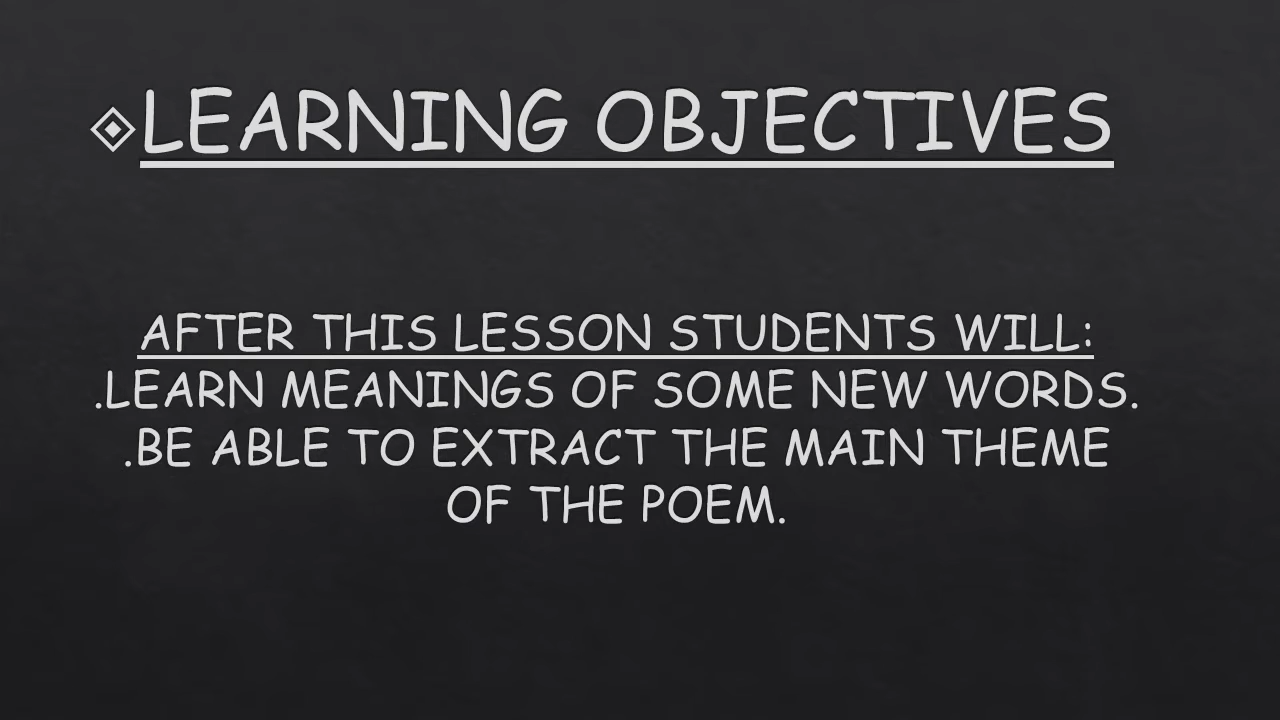 LEARNING OBJECTIVES
AFTER THIS LESSON STUDENTS WILL:
.LEARN MEANINGS OF SOME NEW WORDS.
.BE ABLE TO EXTRACT THE MAIN THEME
OF THE POEM.